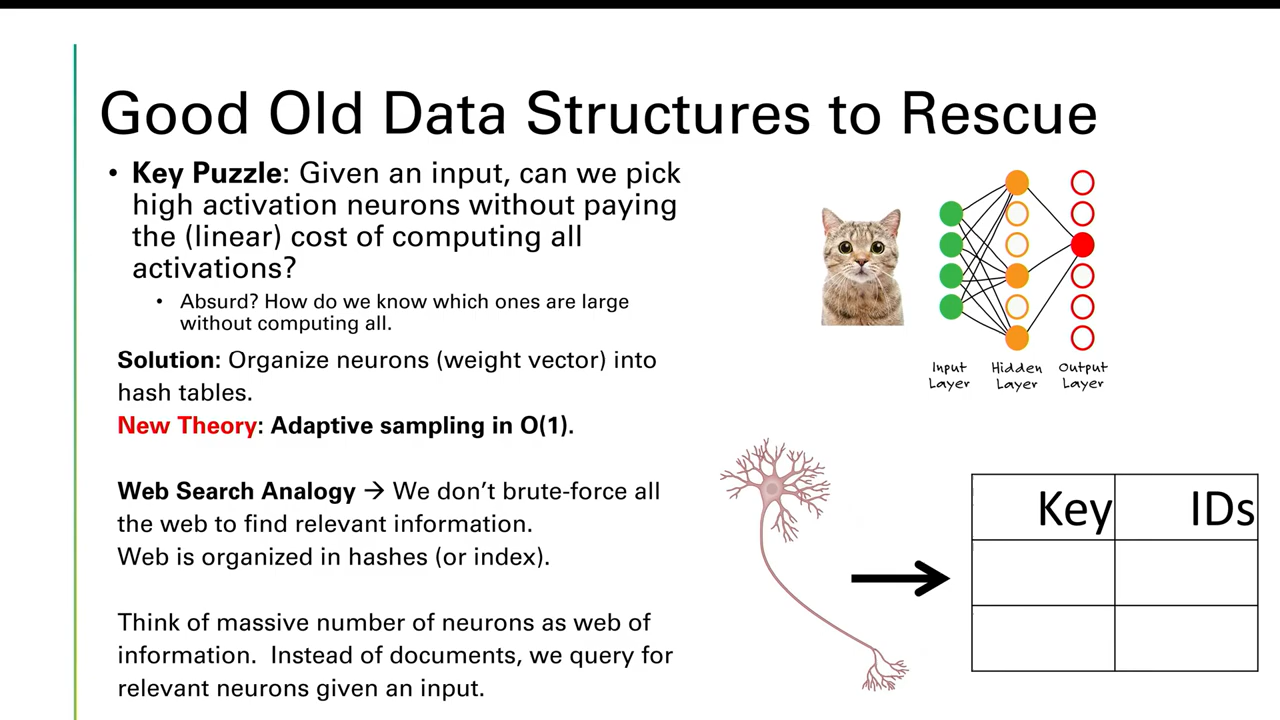 Good Old Data Structures to Rescue
• Key Puzzle: Given an input, can we pick
high activation neurons without paying
the (linear) cost of computing all
activations?
• Absurd? How do we know which ones are large
without computing all.
Solution: Organize neurons (weight vector) into
hash tables.
New Theory: Adaptive sampling in O(1).
Web Search Analogy → We don’t brute-force all
the web to find relevant information.
Web is organized in hashes (or index).
Think of massive number of neurons as web of
information.  Instead of documents, we query for
relevant neurons given an input.
Input Hidden Output
Layer Layer Layer
Key IDs